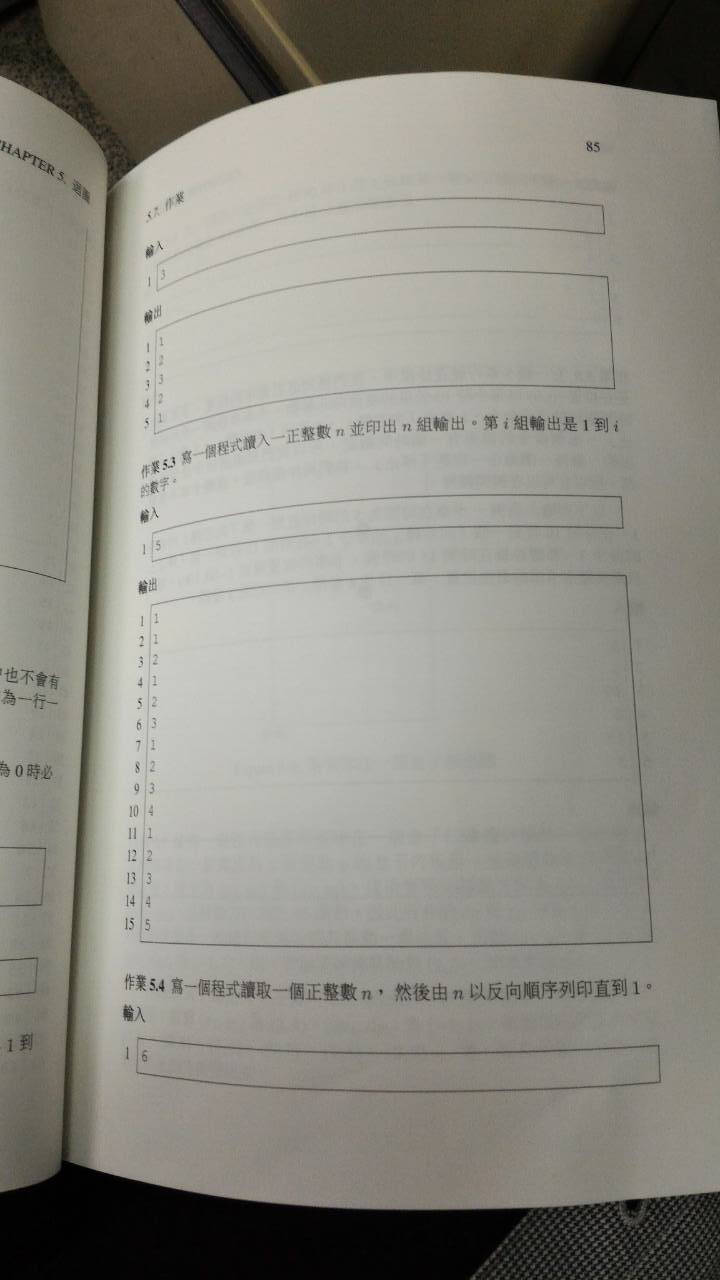 HAPTER 5. 迴圈
中也不會有
為一行一
為 0 時必
1 到
85
5.7. 作業
輸入
1 3
輸出
1 1
2 2
3 3
4 2
5 1
作業 5.3 寫一個程式讀入一正整數 n 並印出 n 組輸出。第 i 組輸出是 1 到 i
的數字。
輸入
1 5
輸出
1 1
2 1
3 2
4 1
5 2
6 3
7 1
8 2
9 3
10 4
11 1
12 2
13 3
14 4
15 5
作業 5.4 寫一個程式讀取一個正整數 n， 然後由 n 以反向順序列印直到 1。
輸入
1 6